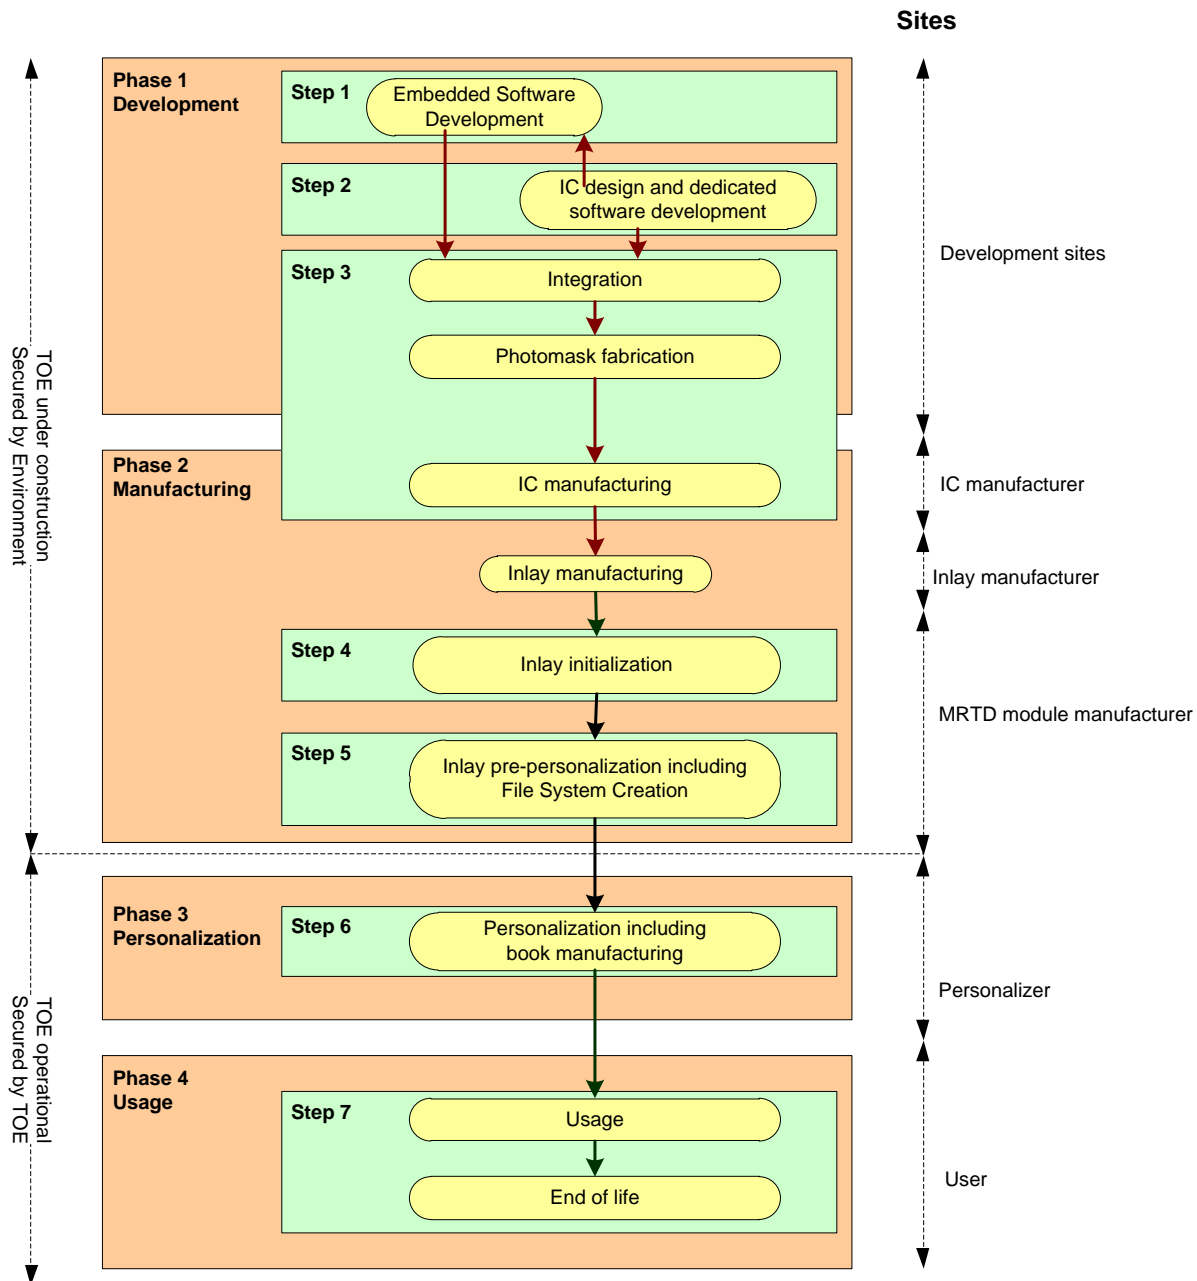 Sites
Phase 1
Development
Step 1
Embedded Software
Development
Step 2
IC design and dedicated
software development
Step 3
Integration
Photomask fabrication
Development sites
TOE under construction
Secured by Environment
Phase 2
Manufacturing
IC manufacturing
IC manufacturer
Inlay manufacturing
Inlay manufacturer
Step 4
Inlay initialization
MRTD module manufacturer
Step 5
Inlay pre-personalization including
File System Creation
Phase 3
Personalization
Step 6
Personalization including
book manufacturing
Personalizer
TOE operational
Secured by TOE
Phase 4
Usage
Step 7
Usage
End of life
User